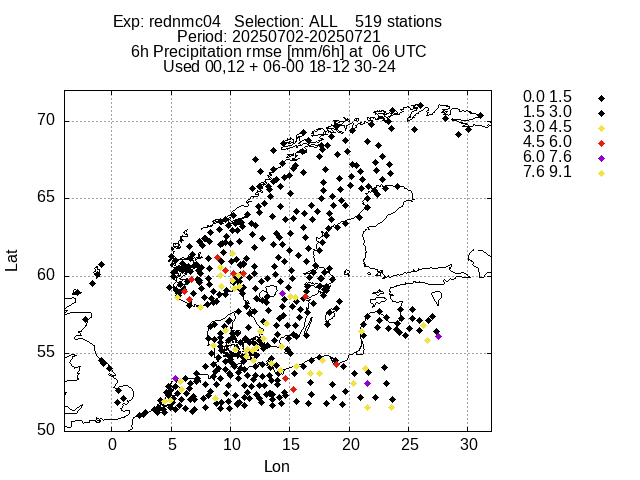 Exp: rednmc04 Selection: ALL 519 stations
Period: 20250702-20250721
6h Precipitation rmse [mm/6h] at 06 UTC
Used 00,12 + 06-00 18-12 30-24
0.0 1.5
1.5 3.0
3.0 4.5
4.5 6.0
6.0 7.6
7.6 9.1
70
65
60
55
50
Lat
0 5 10 15 20 25 30
Lon